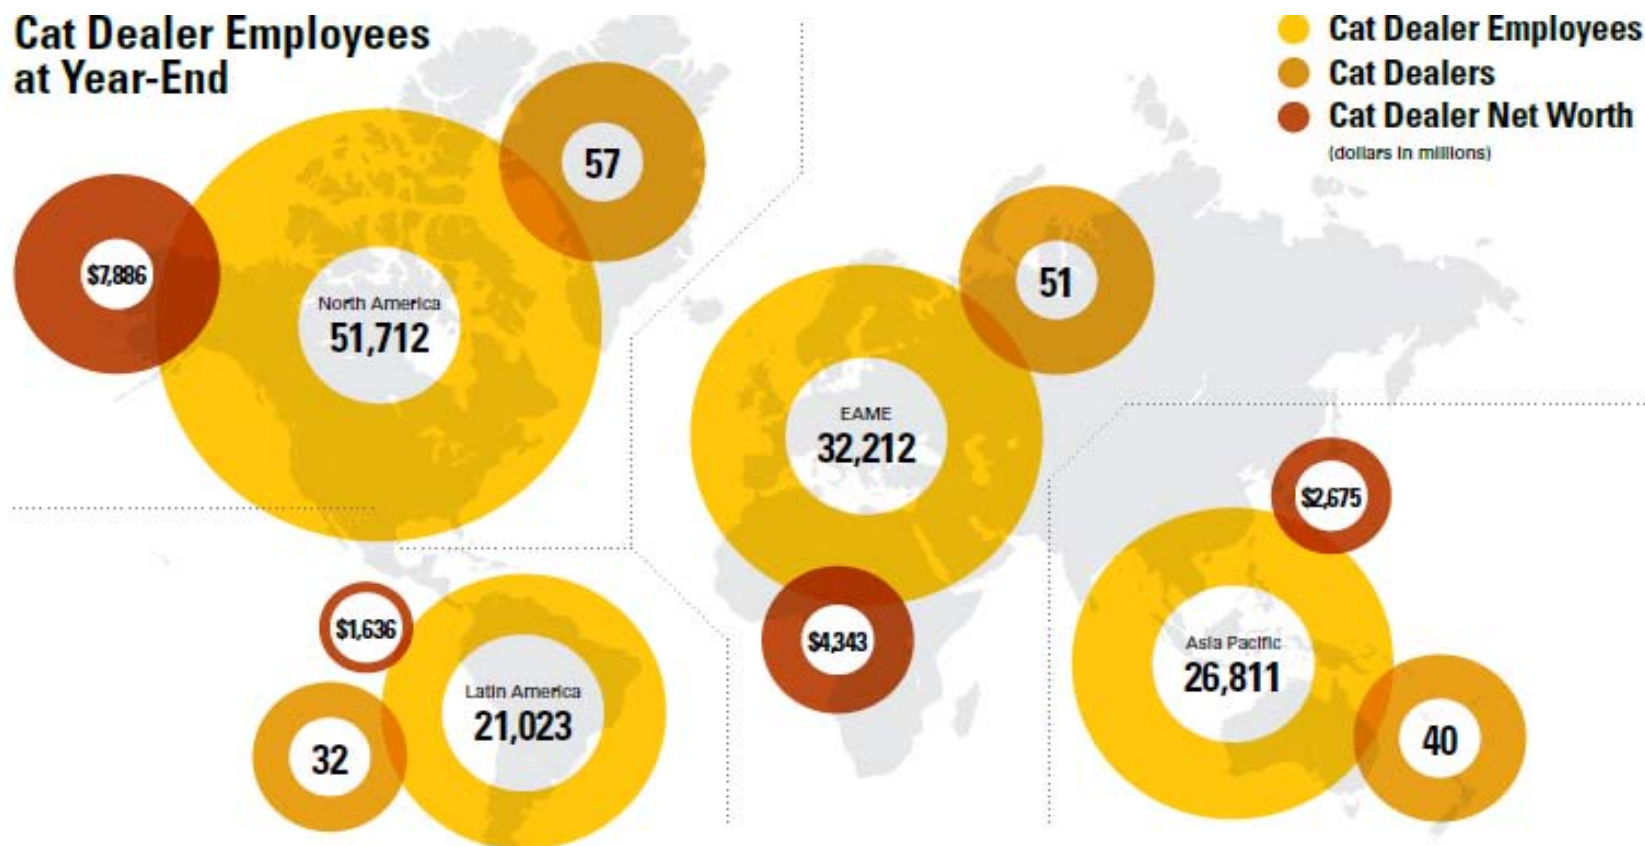 Cat Dealer Employees
at Year-End
Cat Dealer Employees
Cat Dealers
Cat Dealer Net Worth
(dollars in millions)
57
$7,886
North America
51,712
51
EAME
32,212
$4,343
$2,675
Asia Pacific
26,811
40
$1,636
Latin America
21,023
32